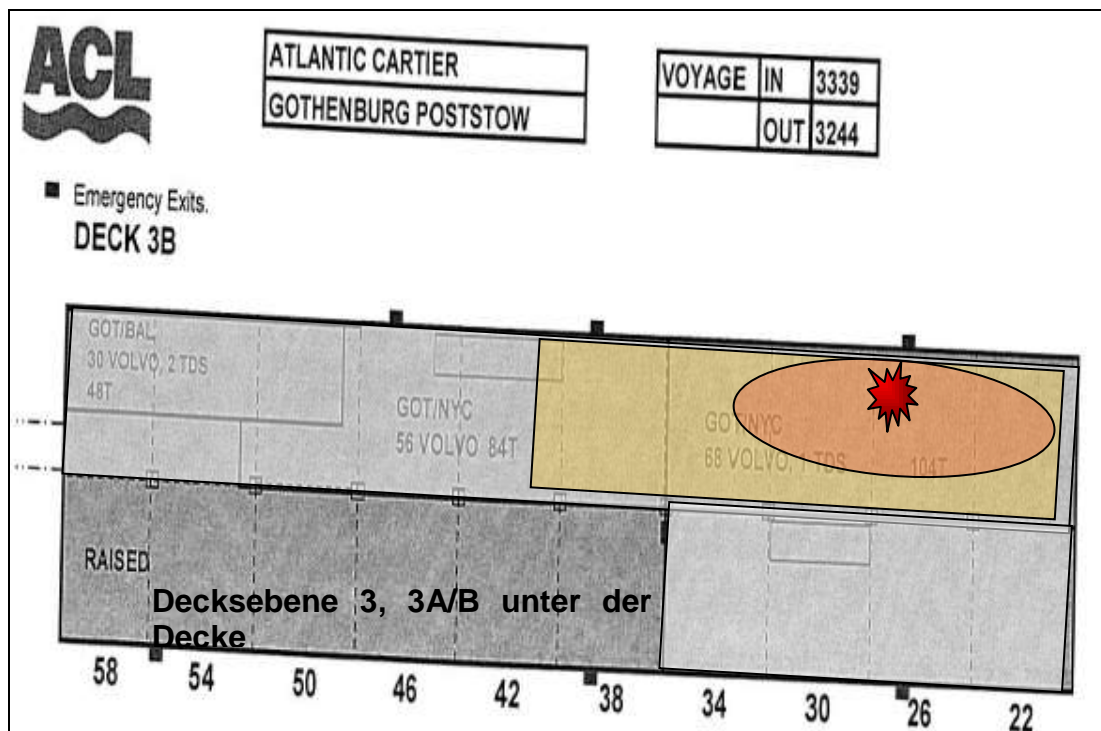 ACL
ATLANTIC CARTIER
GOTHENBURG POSTSTOW
VOYAGE IN 3339
OUT 3244
Emergency Exits.
DECK 3B
GOT/BAL
30 VOLVO, 2 TDS
48T
GOT/NYC
56 VOLVO 84T
GOT/NYC
68 VOLVO, 1 TDS 104T
RAISED
Decksebene 3, 3A/B unter der
Decke
58 54 50 46 42 38 34 30 26 22